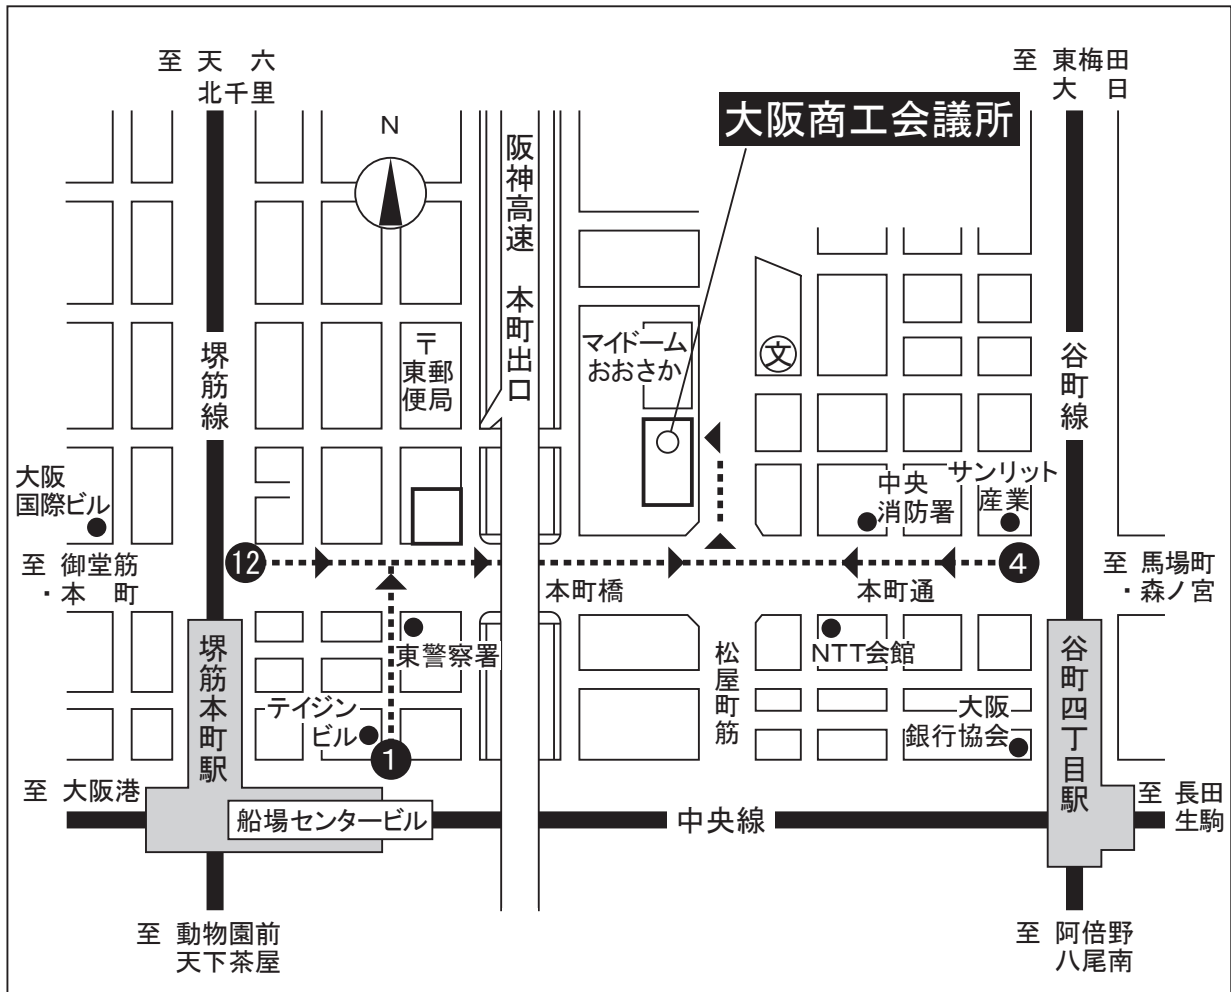 至 天　六
北千里
至 東梅田
大　日
大阪商工会議所
N
阪神高速　本町出口
堺筋線
〒
東郵
便局
マイドーム
おおさか
文
谷町線
大阪
国際ビル
中央
消防署
サンリット
産業
至 御堂筋
・本　町
12
4
至 馬場町
・森ノ宮
本町橋
本町通
東警察署
NTT会館
堺筋本町駅
松屋町筋
谷町四丁目駅
テイジン
ビル
1
大阪
銀行協会
至 大阪港
船場センタービル
中央線
至 長田
生駒
至 動物園前
天下茶屋
至 阿倍野
八尾南